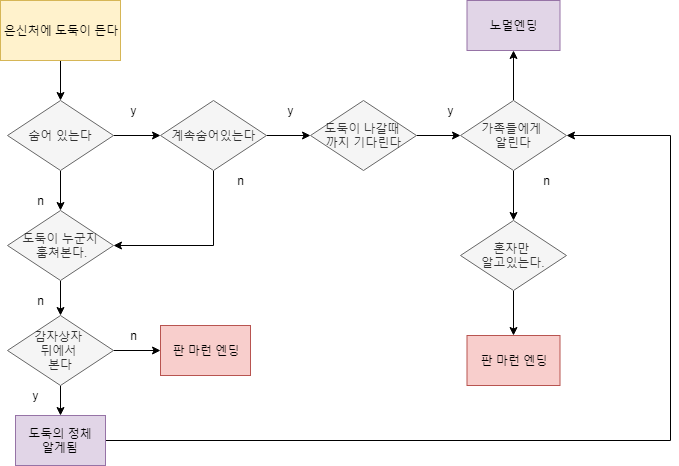 은신처에 도둑이 든다
노멀엔딩
y
y
y
숨어 있는다
계속숨어있는다
도둑이 나갈때
까지 기다린다
가족들에게
알린다
n
n
n
도둑이 누군지
훔쳐본다.
혼자만
알고있는다.
n
감자상자
뒤에서
본다
n
판 마런 엔딩
판 마런 엔딩
y
도둑의 정체
알게됨